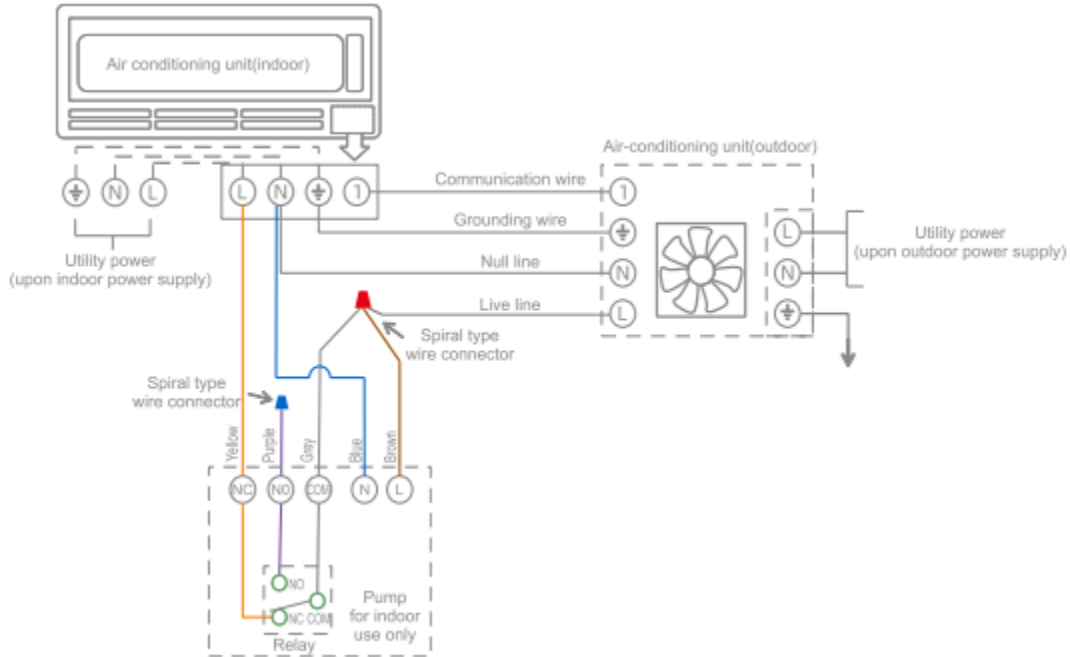 Air conditioning unit(indoor)
Air-conditioning unit(outdoor)
N
L
L
N
1
Communication wire
1
Grounding wire
L
Utility power
Utility power
(upon indoor power supply)
(upon outdoor power supply)
Null line
N
N
Live line
L
Spiral type
wire connector
Spiral type
wire connector
Yellow
Purple
Grey
Blue
Brown
NC
NO
COM
N
L
NO
NC COM
Pump
for indoor
use only
Relay